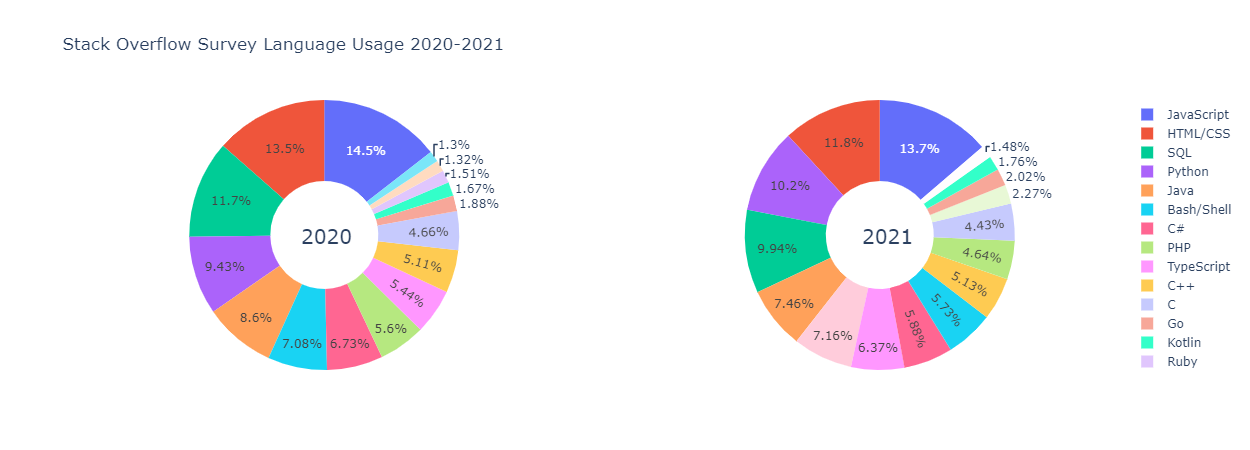 Stack Overflow Survey Language Usage 2020-2021
2020
14.5%
1.3%
1.32%
1.51%
1.67%
1.88%
4.66%
5.11%
5.44%
5.6%
6.73%
7.08%
8.6%
9.43%
11.7%
13.5%
2021
13.7%
1.48%
1.76%
2.02%
2.27%
4.43%
4.64%
5.13%
5.73%
5.88%
6.37%
7.16%
7.46%
9.94%
10.2%
11.8%
JavaScript
HTML/CSS
SQL
Python
Java
Bash/Shell
C#
PHP
TypeScript
C++
C
Go
Kotlin
Ruby